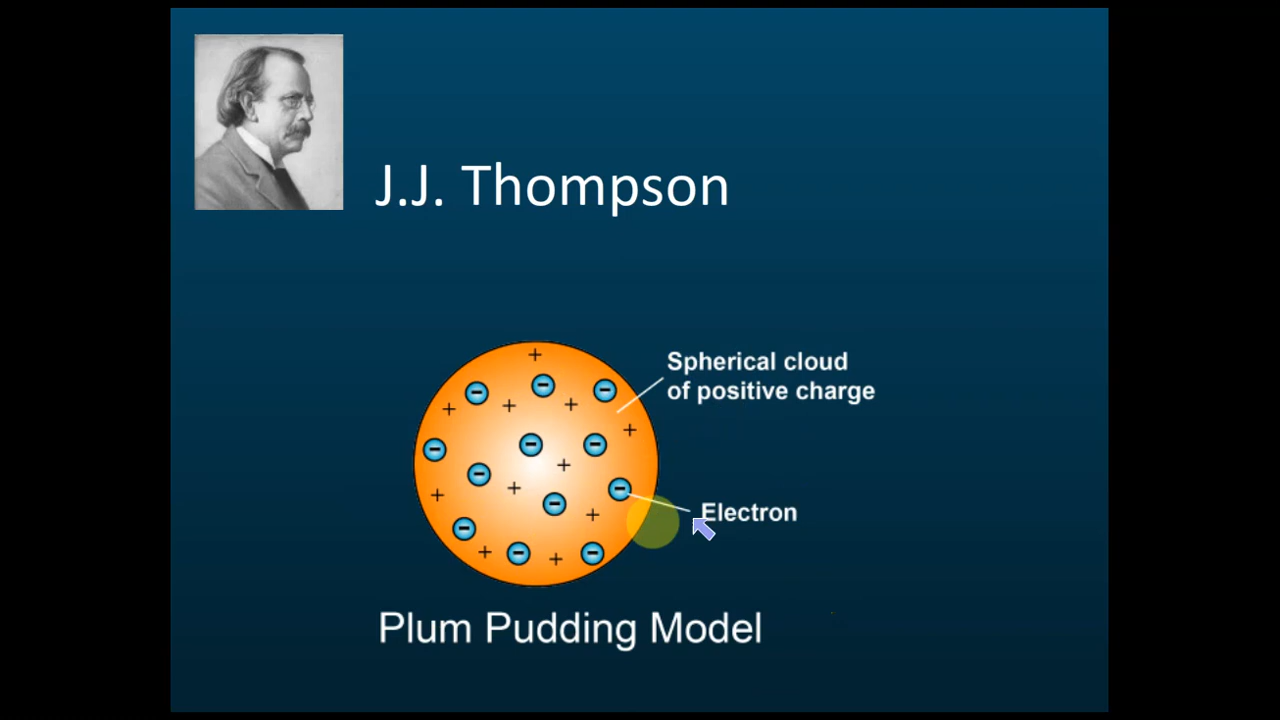 J.J. Thompson
Spherical cloud
of positive charge
Electron
Plum Pudding Model